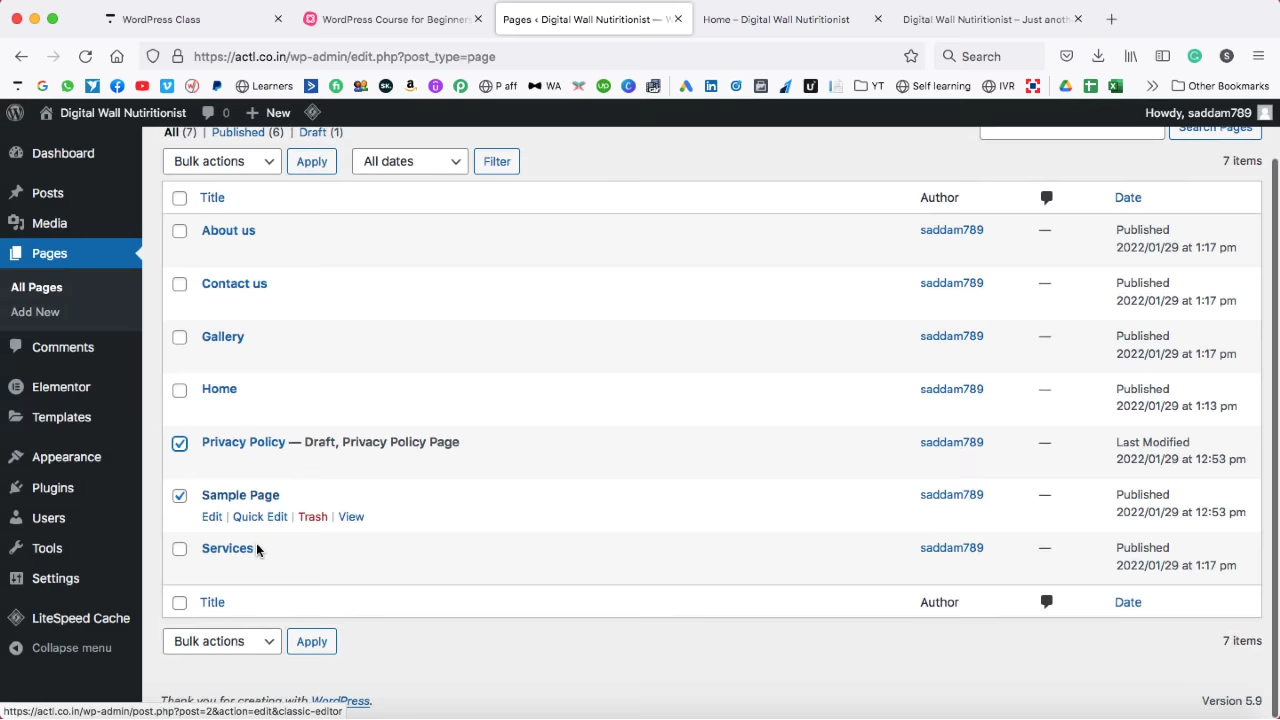 WordPress Class
WordPress Course for Beginners
Pages ‹ Digital Wall Nutiritionist — W
Home – Digital Wall Nutiritionist
Digital Wall Nutiritionist – Just anoth
https://actl.co.in/wp-admin/edit.php?post_type=page
Search
Learners
P aff
WA
YT
Self learning
IVR
Other Bookmarks
Digital Wall Nutiritionist
0
New
Howdy, saddam789
All (7) | Published (6) | Draft (1)
Search Pages
Bulk actions
Apply
All dates
Filter
7 items
Dashboard
Posts
Media
Pages
All Pages
Add New
Comments
Elementor
Templates
Appearance
Plugins
Users
Tools
Settings
LiteSpeed Cache
Collapse menu
Title
Author
Date
About us
saddam789
—
Published
2022/01/29 at 1:17 pm
Contact us
saddam789
—
Published
2022/01/29 at 1:17 pm
Gallery
saddam789
—
Published
2022/01/29 at 1:17 pm
Home
saddam789
—
Published
2022/01/29 at 1:13 pm
Privacy Policy — Draft, Privacy Policy Page
saddam789
—
Last Modified
2022/01/29 at 12:53 pm
Sample Page
Edit | Quick Edit | Trash | View
saddam789
—
Published
2022/01/29 at 12:53 pm
Services
saddam789
—
Published
2022/01/29 at 1:17 pm
Title
Author
Date
Bulk actions
Apply
7 items
Thank you for creating with WordPress.
Version 5.9
https://actl.co.in/wp-admin/post.php?post=2&action=edit&classic-editor